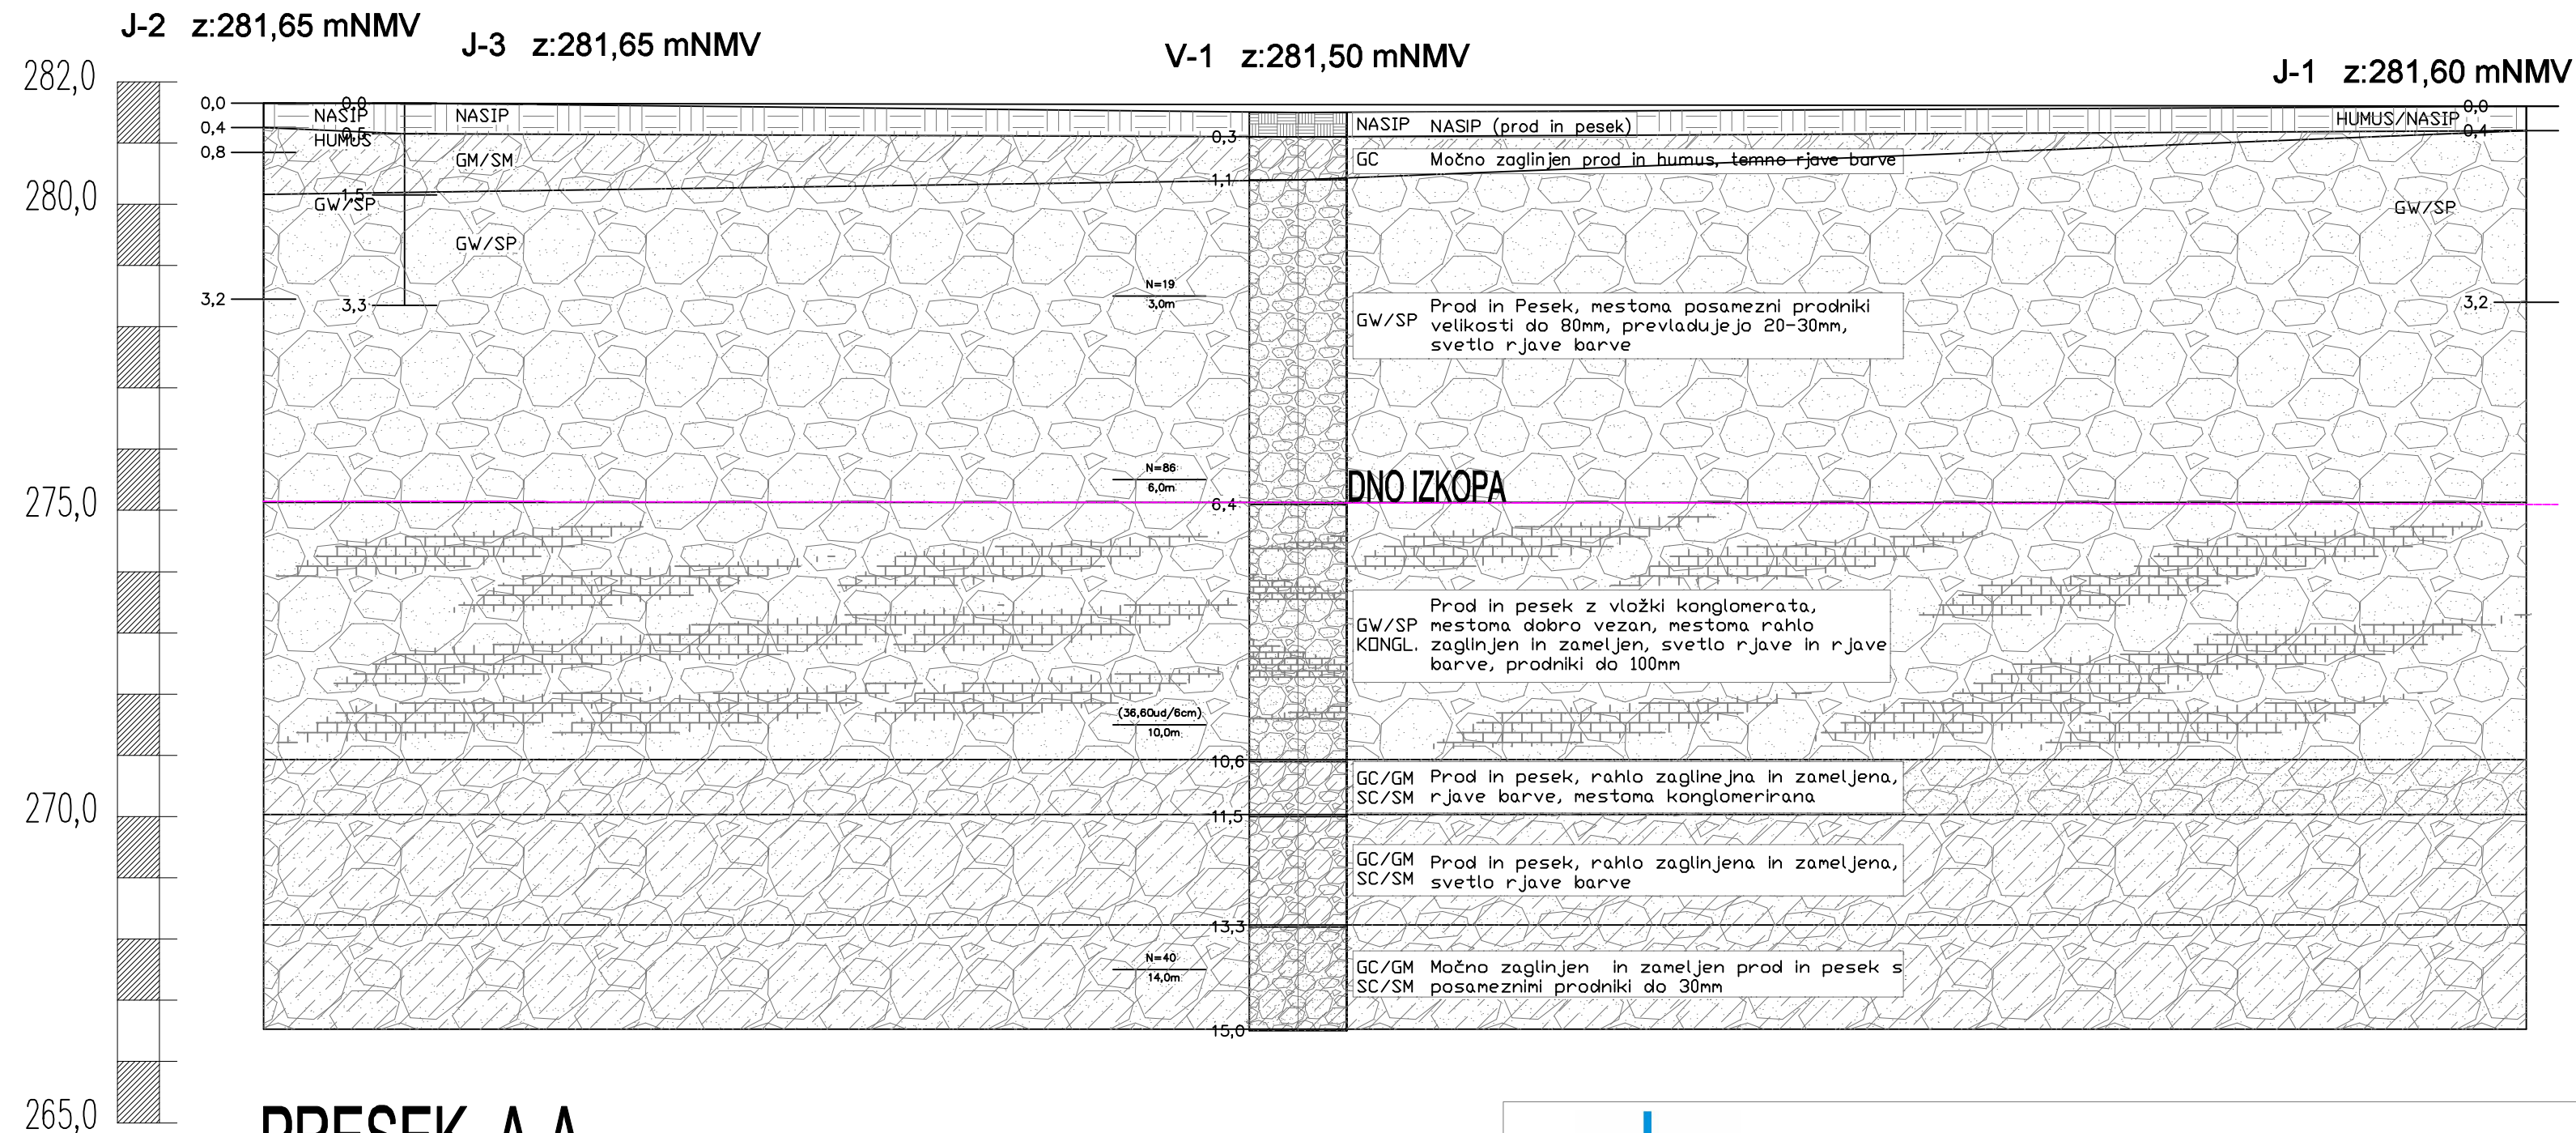 J-2 z:281,65 mNMV
J-3 z:281,65 mNMV
V-1 z:281,50 mNMV
J-1 z:281,60 mNMV
282,0
280,0
275,0
270,0
265,0
0,0
0,4
0,8
3,2
NASIP
0,0
0,5
HUMUS
1,5
GW/SP
3,3
NASIP
GM/SM
GW/SP
N=19
3,0m
N=86
6,0m
(36,60ud/6cm)
10,0m
N=40
14,0m
0,3
1,1
6,4
10,6
11,5
13,3
15,0
NASIP NASIP (prod in pesek)
GC Močno zaglinjen prod in humus, temno rjave barve
GW/SP
Prod in Pesek, mestoma posamezni prodniki
velikosti do 80mm, prevladujejo 20-30mm,
svetlo rjave barve
DNO IZKOPA
GW/SP
KONGL.
Prod in pesek z vložki konglomerata,
mestoma dobro vezan, mestoma rahlo
zaglinjen in zameljen, svetlo rjave in rjave
barve, prodniki do 100mm
GC/GM
SC/SM
Prod in pesek, rahlo zaglinejna in zameljena,
rjave barve, mestoma konglomerirana
GC/GM
SC/SM
Prod in pesek, rahlo zaglinjena in zameljena,
svetlo rjave barve
GC/GM
SC/SM
Močno zaglinjen in zameljen prod in pesek s
posameznimi prodniki do 30mm
HUMUS/NASIP
0,0
0,4
GW/SP
3,2
PRESEK A-A